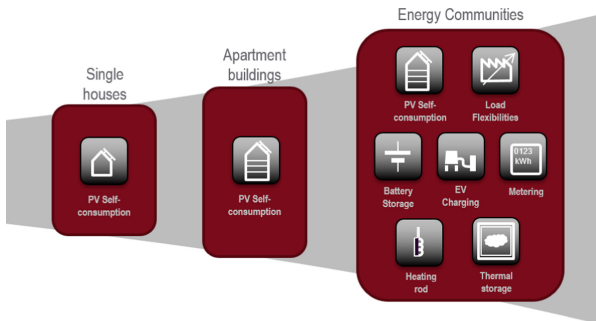 Single
houses
PV Self-
consumption
Apartment
buildings
PV Self-
consumption
Energy Communities
PV Self-
consumption
Load
Flexibilities
Battery
Storage
EV
Charging
0123
kWh
Metering
Heating
rod
Thermal
storage